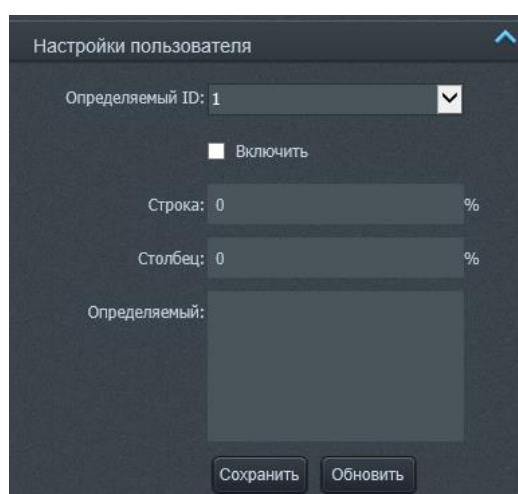 Настройки пользователя
Определяемый ID: 1
Включить
Строка: 0 %
Столбец: 0 %
Определяемый:
Сохранить Обновить